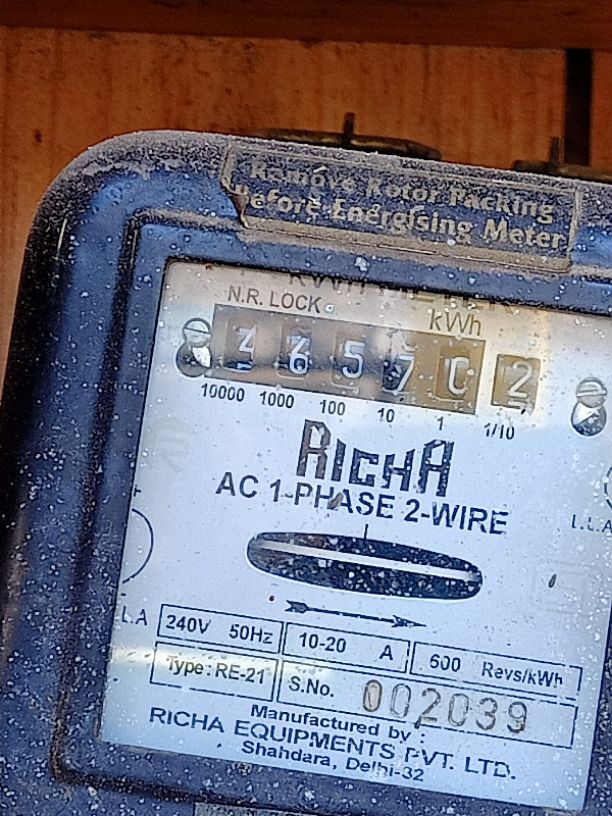 Remove Rotor Packing
Before Energising Meter
N.R. LOCK
kWh
6 5 7 0 2
10000 1000 100 10 1 1/10
RICHA
AC 1-PHASE 2-WIRE
L.A
240V 50Hz 10-20 A 600 Revs/kWh
Type: RE-21 S.No. 002039
Manufactured by :
RICHA EQUIPMENTS PVT. LTD.
Shahdara, Delhi-32